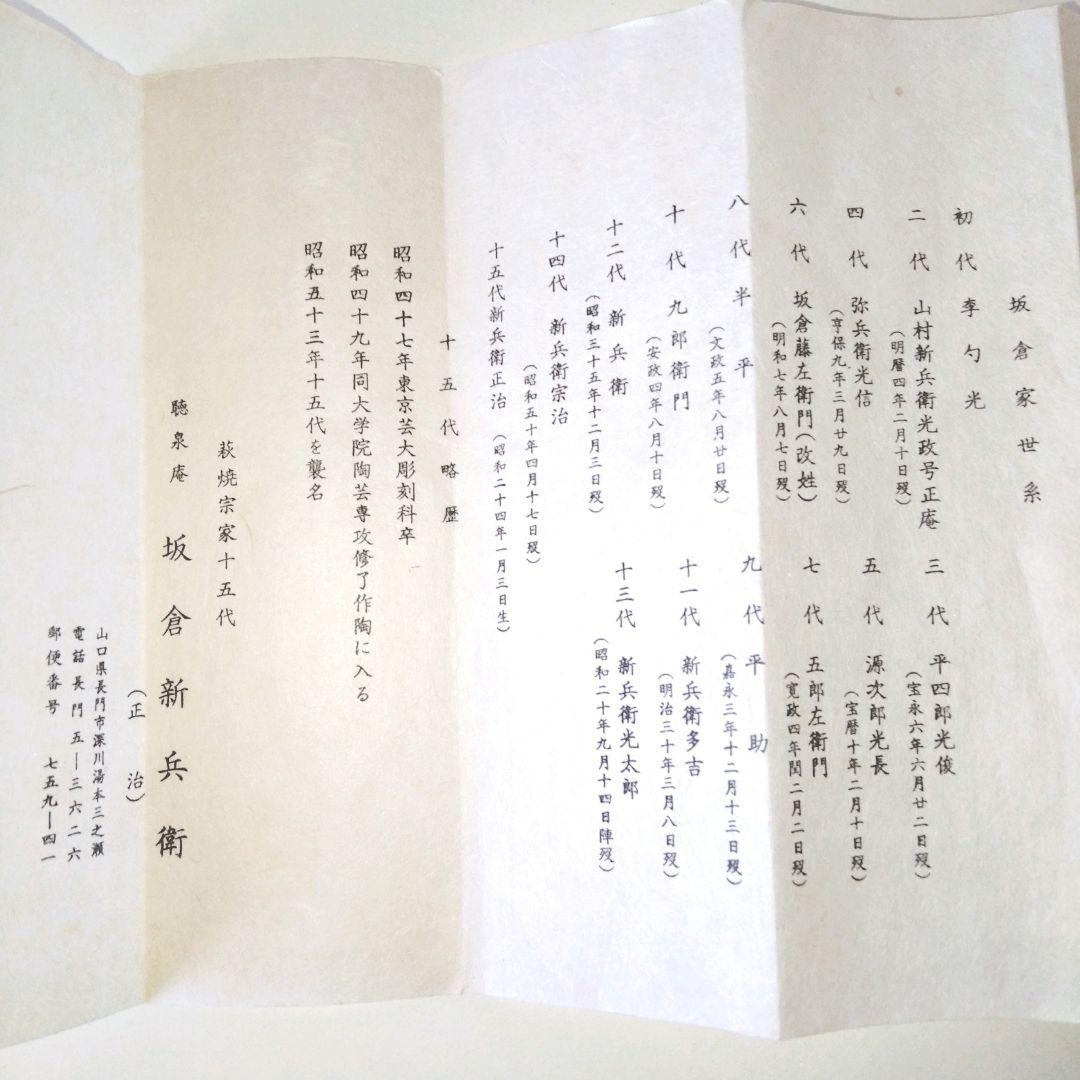 坂倉家世系
初代 李勺光
二代 山村新兵衛光政号正庵
(明暦四年二月十日歿)
三代 平四郎光俊
(宝永六年六月廿二日歿)
四代 弥兵衛光信
(享保九年三月廿九日歿)
五代 源次郎光長
(宝暦十年二月十日歿)
六代 坂倉藤左衛門(改姓)
(明和七年八月七日歿)
七代 五郎左衛門
(寛政四年閏二月二日歿)
八代 半平
(文政五年八月廿日歿)
九代 平助
(嘉永三年十二月十三日歿)
十代 九郎衛門
(安政四年八月十日歿)
十一代 新兵衛多吉
(明治三十年三月八日歿)
十二代 新兵衛
(昭和三十五年十二月三日歿)
十三代 新兵衛光太郎
(昭和二十年九月十四日陣歿)
十四代 新兵衛宗治
(昭和五十年四月十七日歿)
十五代新兵衛正治 (昭和二十四年一月三日生)
十五代略歴
昭和四十七年東京芸大彫刻科卒
昭和四十九年同大学院陶芸専攻修了作陶に入る
昭和五十三年十五代を襲名
萩焼宗家十五代
聴泉庵 坂倉新兵衛
(正治)
山口県長門市深川湯本三之瀬
電話長門五―三六二六
郵便番号 七五九―四一